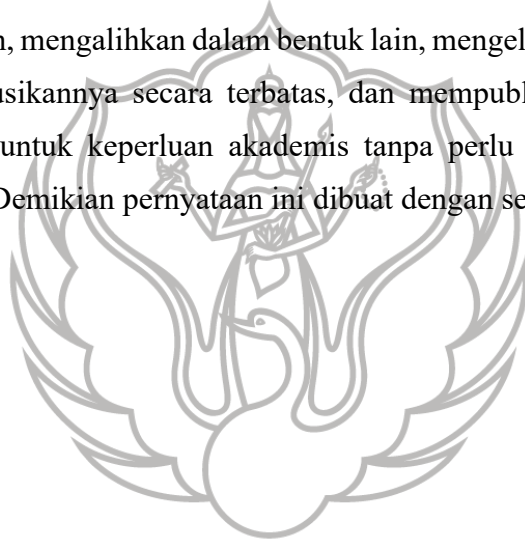 n, mengalihkan dalam bentuk lain, mengel
usikannya secara terbatas, dan mempubl
untuk keperluan akademis tanpa perlu
Demikian pernyataan ini dibuat dengan se